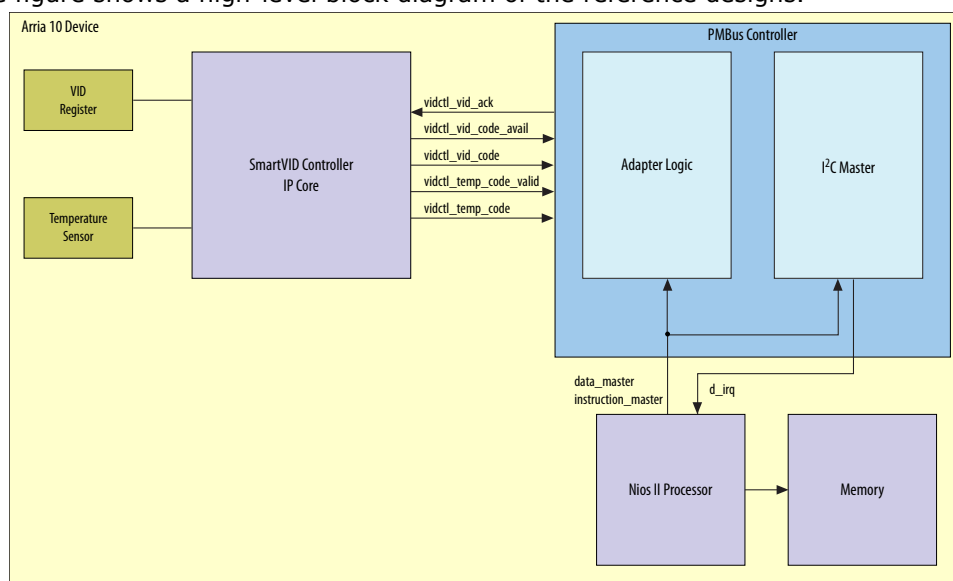 figure shows a high-level block diagram of the reference designs.
Arria 10 Device
PMBus Controller
VID
Register
Temperature
Sensor
SmartVID Controller
IP Core
vidctl_vid_ack
vidctl_vid_code_avail
vidctl_vid_code
vidctl_temp_code_valid
vidctl_temp_code
Adapter Logic
I²C Master
data_master
instruction_master
d_irq
Nios II Processor
Memory